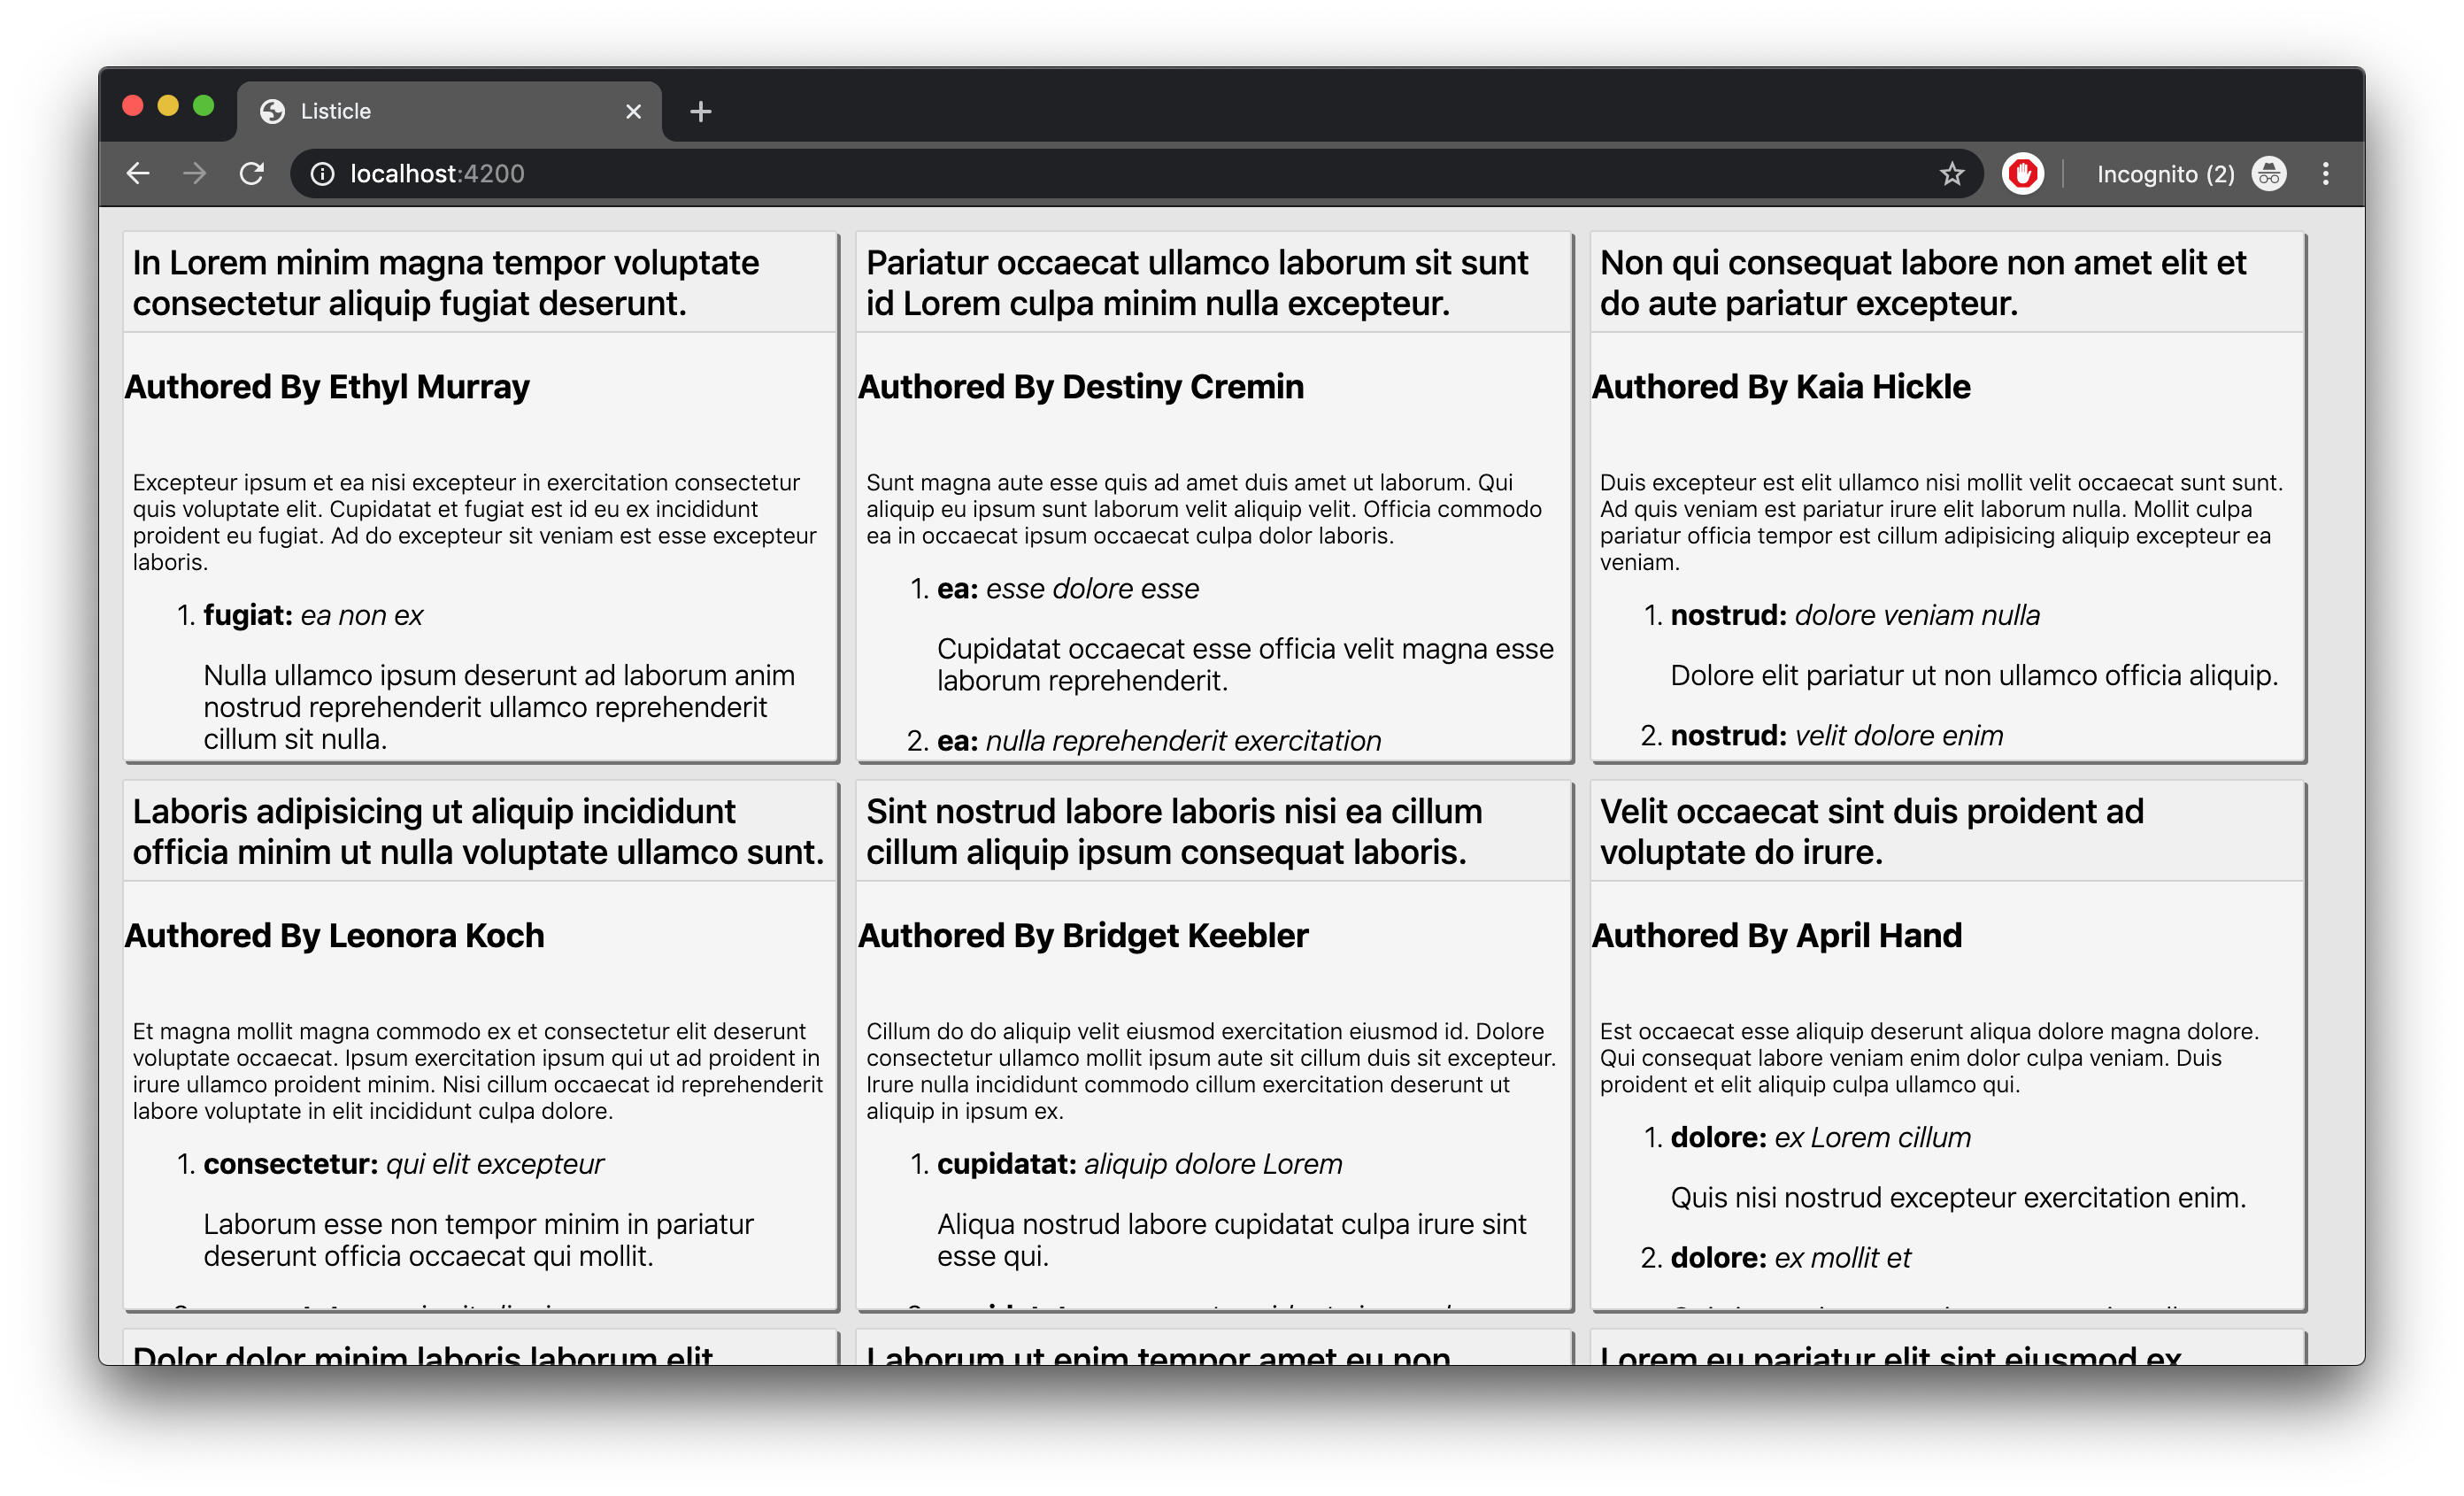 Listicle
localhost:4200
Incognito (2)
In Lorem minim magna tempor voluptate
consectetur aliquip fugiat deserunt.
Authored By Ethyl Murray
Excepteur ipsum et ea nisi excepteur in exercitation consectetur
quis voluptate elit. Cupidatat et fugiat est id eu ex incididunt
proident eu fugiat. Ad do excepteur sit veniam est esse excepteur
laboris.
1. fugiat: ea non ex
Nulla ullamco ipsum deserunt ad laborum anim
nostrud reprehenderit ullamco reprehenderit
cillum sit nulla.
Pariatur occaecat ullamco laborum sit sunt
id Lorem culpa minim nulla excepteur.
Authored By Destiny Cremin
Sunt magna aute esse quis ad amet duis amet ut laborum. Qui
aliquip eu ipsum sunt laborum velit aliquip velit. Officia commodo
ea in occaecat ipsum occaecat culpa dolor laboris.
1. ea: esse dolore esse
Cupidatat occaecat esse officia velit magna esse
laborum reprehenderit.
2. ea: nulla reprehenderit exercitation
Non qui consequat labore non amet elit et
do aute pariatur excepteur.
Authored By Kaia Hickle
Duis excepteur est elit ullamco nisi mollit velit occaecat sunt sunt.
Ad quis veniam est pariatur irure elit laborum nulla. Mollit culpa
pariatur officia tempor est cillum adipisicing aliquip excepteur ea
veniam.
1. nostrud: dolore veniam nulla
Dolore elit pariatur ut non ullamco officia aliquip.
2. nostrud: velit dolore enim
Laboris adipisicing ut aliquip incididunt
officia minim ut nulla voluptate ullamco sunt.
Authored By Leonora Koch
Et magna mollit magna commodo ex et consectetur elit deserunt
voluptate occaecat. Ipsum exercitation ipsum qui ut ad proident in
irure ullamco proident minim. Nisi cillum occaecat id reprehenderit
labore voluptate in elit incididunt culpa dolore.
1. consectetur: qui elit excepteur
Laborum esse non tempor minim in pariatur
deserunt officia occaecat qui mollit.
Sint nostrud labore laboris nisi ea cillum
cillum aliquip ipsum consequat laboris.
Authored By Bridget Keebler
Cillum do do aliquip velit eiusmod exercitation eiusmod id. Dolore
consectetur ullamco mollit ipsum aute sit cillum duis sit excepteur.
Irure nulla incididunt commodo cillum exercitation deserunt ut
aliquip in ipsum ex.
1. cupidatat: aliquip dolore Lorem
Aliqua nostrud labore cupidatat culpa irure sint
esse qui.
Velit occaecat sint duis proident ad
voluptate do irure.
Authored By April Hand
Est occaecat esse aliquip deserunt aliqua dolore magna dolore.
Qui consequat labore veniam enim dolor culpa veniam. Duis
proident et elit aliquip culpa ullamco qui.
1. dolore: ex Lorem cillum
Quis nisi nostrud excepteur exercitation enim.
2. dolore: ex mollit et
Dolor dolor minim laboris laborum elit
Laborum ut enim tempor amet eu non
Lorem eu pariatur elit sint eiusmod ex